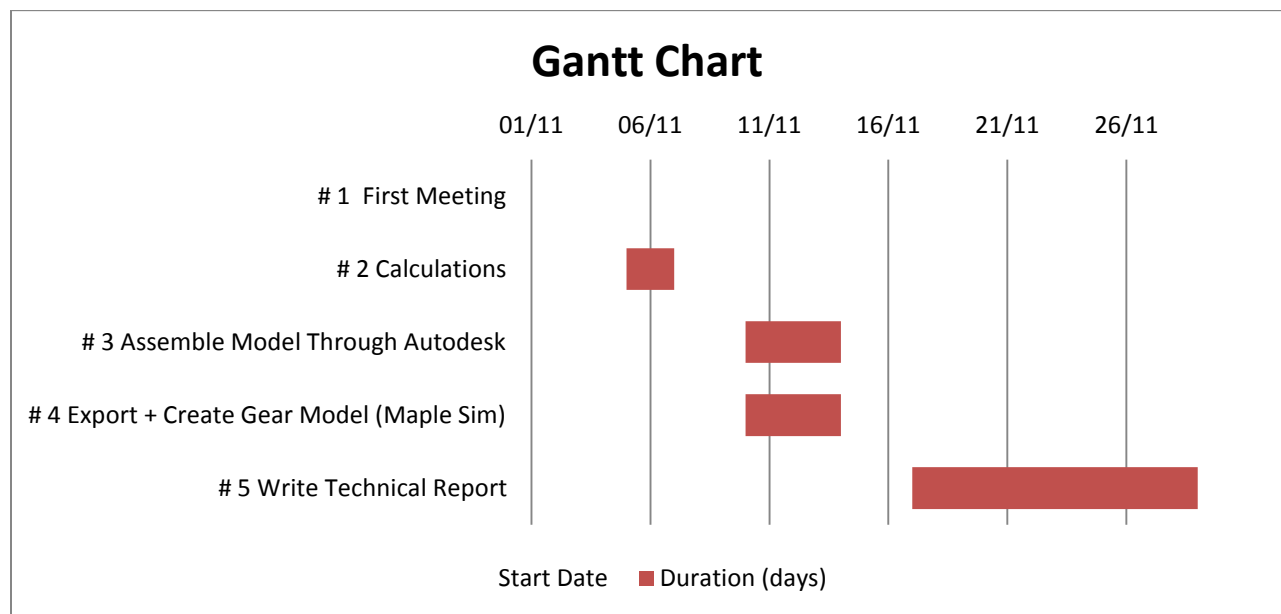 Gantt Chart
01/11 06/11 11/11 16/11 21/11 26/11
# 1  First Meeting
# 2 Calculations
# 3 Assemble Model Through Autodesk
# 4 Export + Create Gear Model (Maple Sim)
# 5 Write Technical Report
Start Date Duration (days)